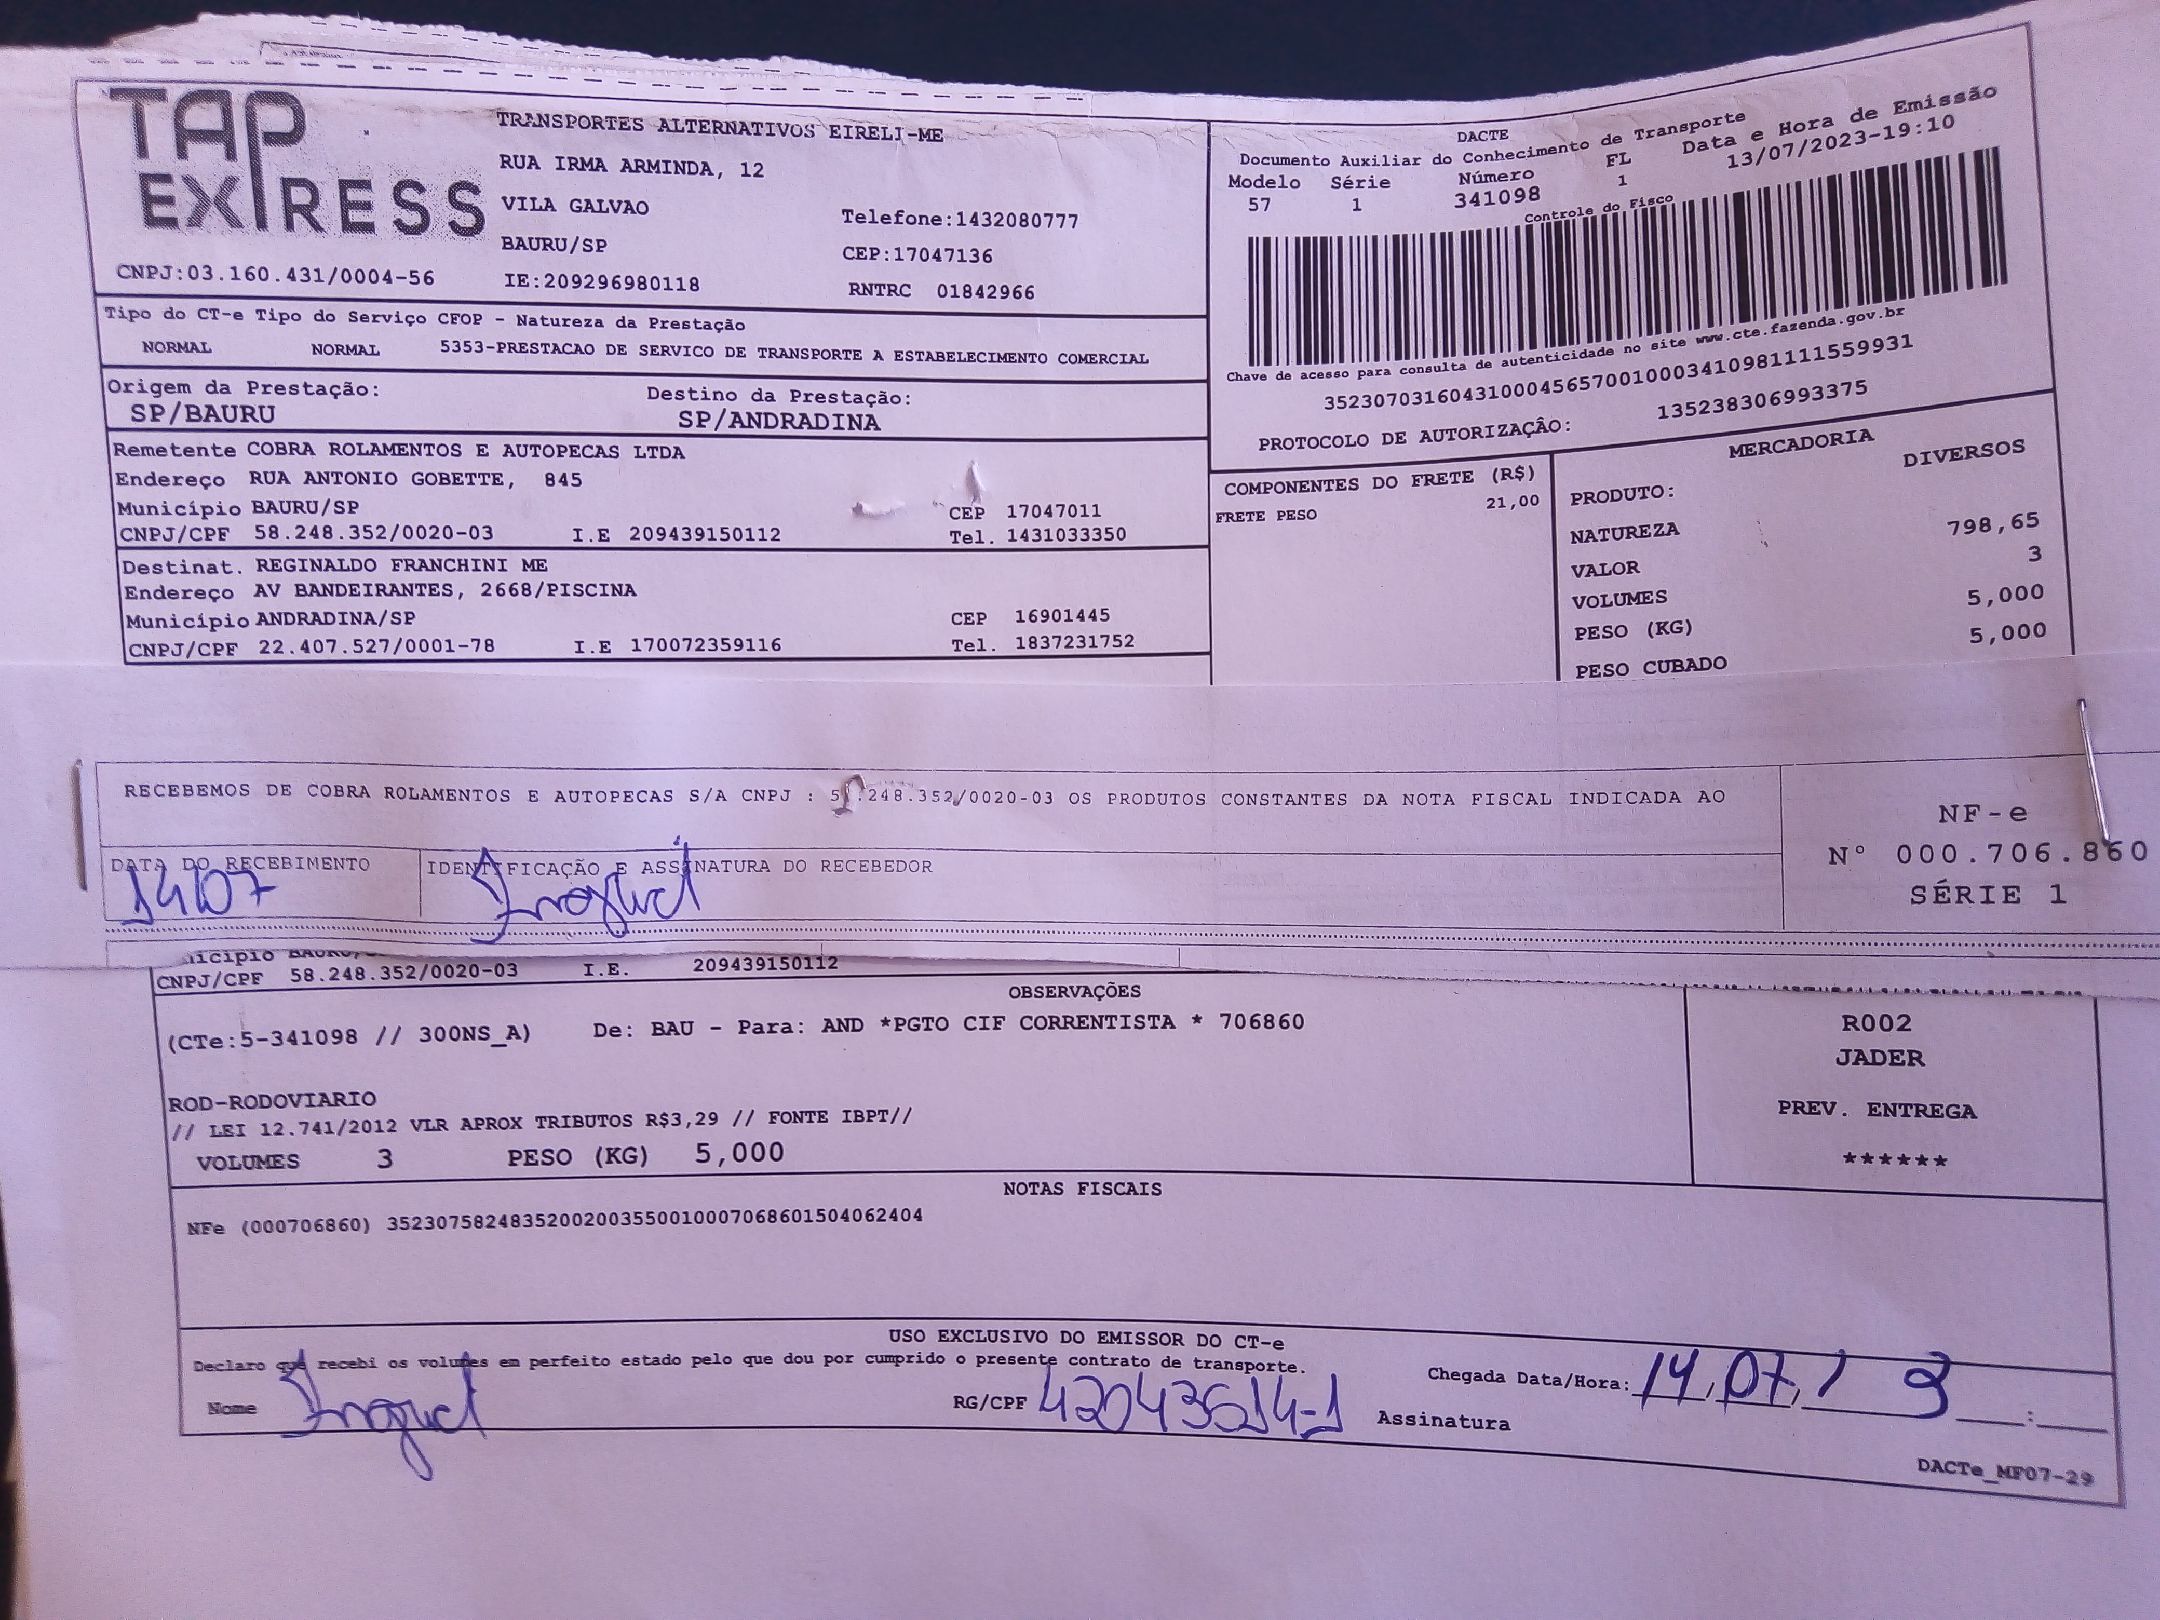 TAP EXPRESS
TRANSPORTES ALTERNATIVOS EIRELI-ME
RUA IRMA ARMINDA, 12
VILA GALVAO
Telefone:1432080777
BAURU/SP
CEP:17047136
CNPJ:03.160.431/0004-56
IE:209296980118
RNTRC 01842966
DACTE
Documento Auxiliar do Conhecimento de Transporte
Modelo Série Número FL Data e Hora de Emissão
57 1 341098 1 13/07/2023-19:10
Controle do Fisco
Chave de acesso para consulta de autenticidade no site www.cte.fazenda.gov.br
35230703160431000456570010003410981111559931
PROTOCOLO DE AUTORIZAÇÂO: 135238306993375
Tipo do CT-e Tipo do Serviço CFOP - Natureza da Prestação
NORMAL NORMAL 5353-PRESTACAO DE SERVICO DE TRANSPORTE A ESTABELECIMENTO COMERCIAL
Origem da Prestação: Destino da Prestação:
SP/BAURU SP/ANDRADINA
Remetente COBRA ROLAMENTOS E AUTOPECAS LTDA
Endereço RUA ANTONIO GOBETTE, 845
Município BAURU/SP CEP 17047011
CNPJ/CPF 58.248.352/0020-03 I.E 209439150112 Tel. 1431033350
Destinat. REGINALDO FRANCHINI ME
Endereço AV BANDEIRANTES, 2668/PISCINA
Município ANDRADINA/SP CEP 16901445
CNPJ/CPF 22.407.527/0001-78 I.E 170072359116 Tel. 1837231752
COMPONENTES DO FRETE (R$)
FRETE PESO 21,00
MERCADORIA
PRODUTO: DIVERSOS
NATUREZA
VALOR 798,65
VOLUMES 3
PESO (KG) 5,000
PESO CUBADO 5,000
RECEBEMOS DE COBRA ROLAMENTOS E AUTOPECAS S/A CNPJ : 5 .248.352/0020-03 OS PRODUTOS CONSTANTES DA NOTA FISCAL INDICADA AO
DATA DO RECEBIMENTO IDENTIFICAÇÃO E ASSINATURA DO RECEBEDOR
14/07
NF-e
N° 000.706.860
SÉRIE 1
CNPJ/CPF 58.248.352/0020-03 I.E. 209439150112
OBSERVAÇÕES
(CTe:5-341098 // 300NS_A) De: BAU - Para: AND *PGTO CIF CORRENTISTA * 706860
ROD-RODOVIARIO
// LEI 12.741/2012 VLR APROX TRIBUTOS R$3,29 // FONTE IBPT//
VOLUMES 3 PESO (KG) 5,000
R002
JADER
PREV. ENTREGA
******
NOTAS FISCAIS
NFe (000706860) 35230758248352002003550010007068601504062404
USO EXCLUSIVO DO EMISSOR DO CT-e
Declaro que recebi os volumes em perfeito estado pelo que dou por cumprido o presente contrato de transporte.
Nome RG/CPF 42043614-1 Assinatura
Chegada Data/Hora: 14,07,
DACTe_MF07-29